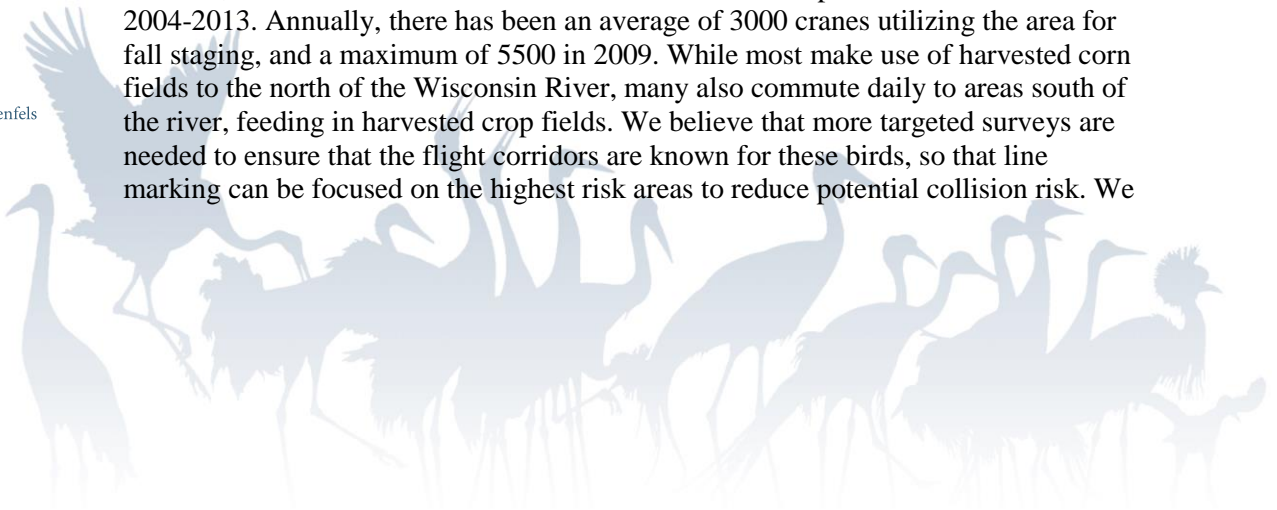 2004-2013. Annually, there has been an average of 3000 cranes utilizing the area for
fall staging, and a maximum of 5500 in 2009. While most make use of harvested corn
fields to the north of the Wisconsin River, many also commute daily to areas south of
the river, feeding in harvested crop fields. We believe that more targeted surveys are
needed to ensure that the flight corridors are known for these birds, so that line
marking can be focused on the highest risk areas to reduce potential collision risk. We